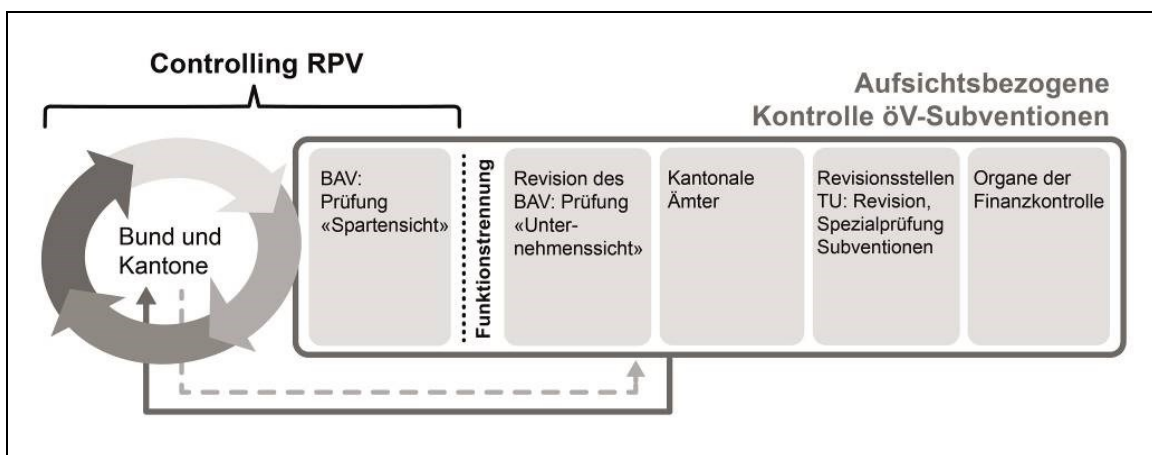 Controlling RPV
Aufsichtsbezogene
Kontrolle öV-Subventionen
Bund und
Kantone
BAV:
Prüfung
«Spartensicht»
Funktionstrennung
Revision des
BAV: Prüfung
«Unter-
nehmenssicht»
Kantonale
Ämter
Revisionsstellen
TU: Revision,
Spezialprüfung
Subventionen
Organe der
Finanzkontrolle